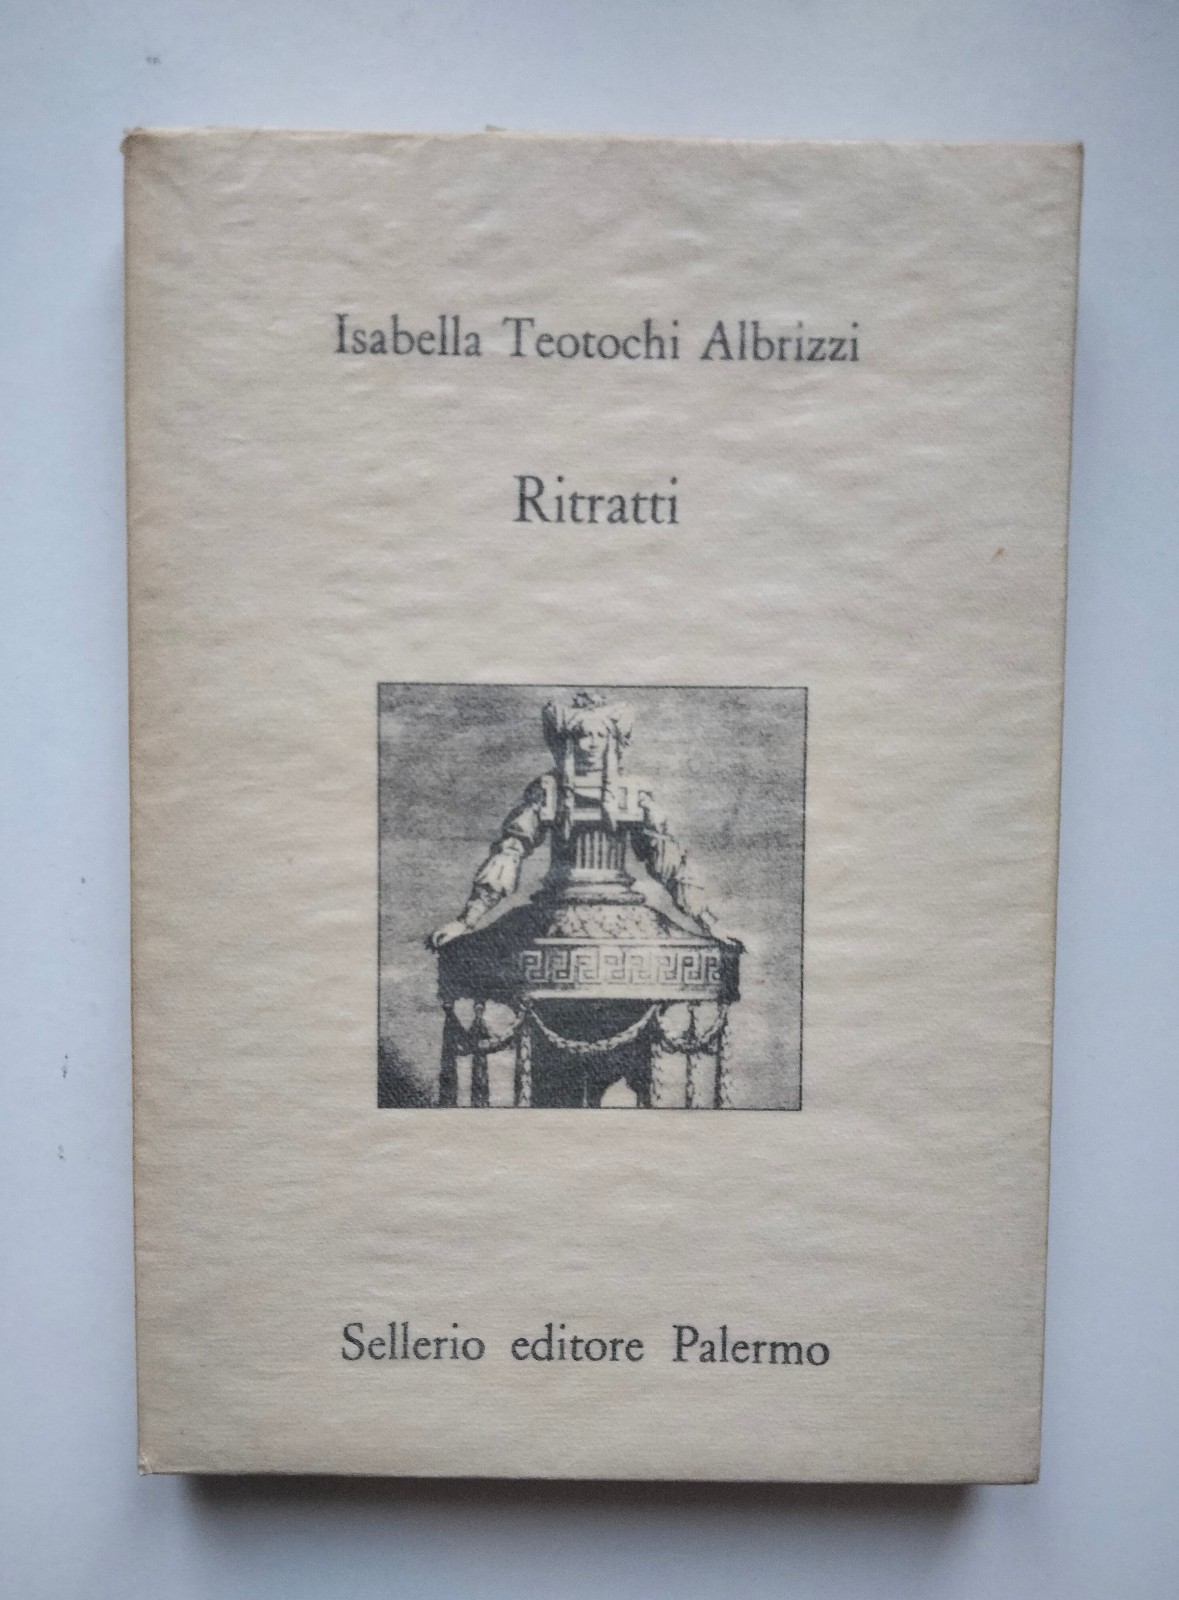 Isabella Teotochi Albrizzi
Ritratti
Sellerio editore Palermo